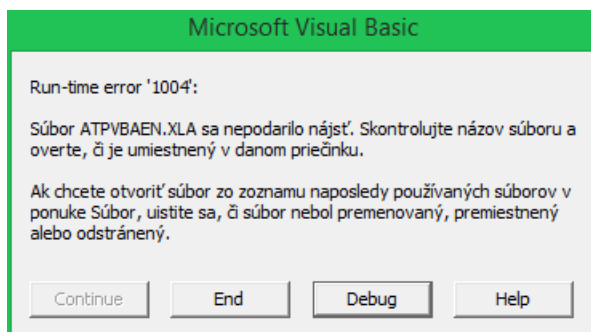 Microsoft Visual Basic
Run-time error '1004':
Súbor ATPVBAEN.XLA sa nepodarilo nájsť. Skontrolujte názov súboru a
overte, či je umiestnený v danom priečinku.
Ak chcete otvoriť súbor zo zoznamu naposledy používaných súborov v
ponuke Súbor, uistite sa, či súbor nebol premenovaný, premiestnený
alebo odstránený.
Continue End Debug Help